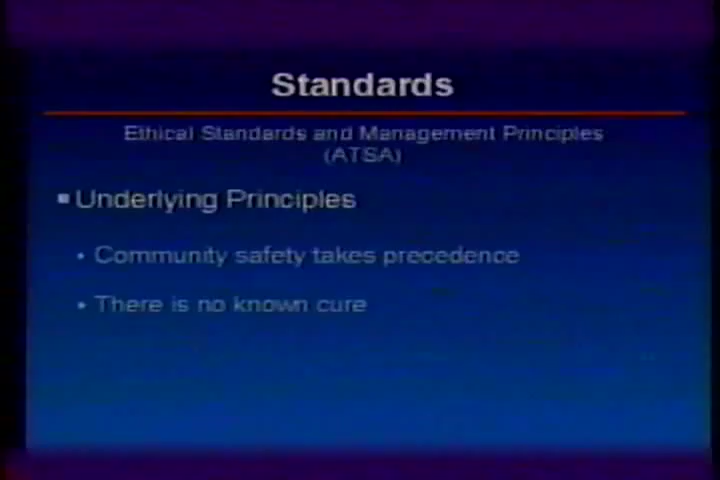 Standards
Ethical Standards and Management Principles
(ATSA)
Underlying Principles
Community safety takes precedence
There is no known cure